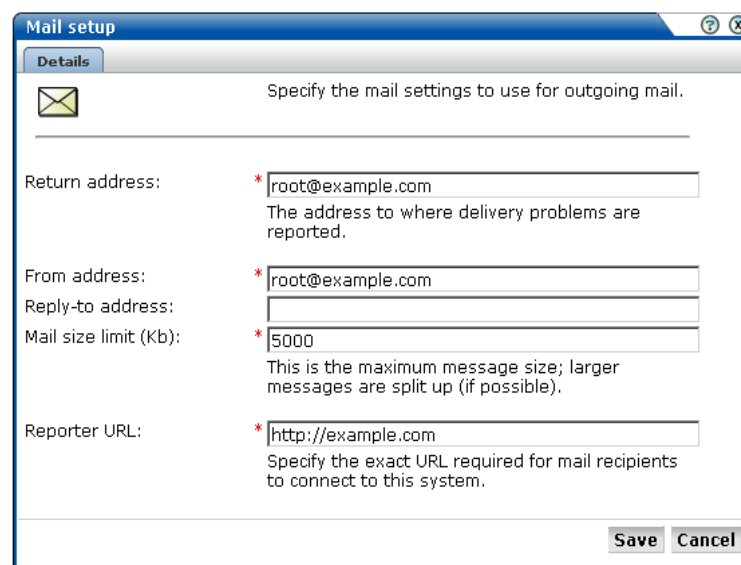 Mail setup
Details
Specify the mail settings to use for outgoing mail.
Return address: * root@example.com
The address to where delivery problems are
reported.
From address: * root@example.com
Reply-to address:
Mail size limit (Kb): * 5000
This is the maximum message size; larger
messages are split up (if possible).
Reporter URL: * http://example.com
Specify the exact URL required for mail recipients
to connect to this system.
Save Cancel